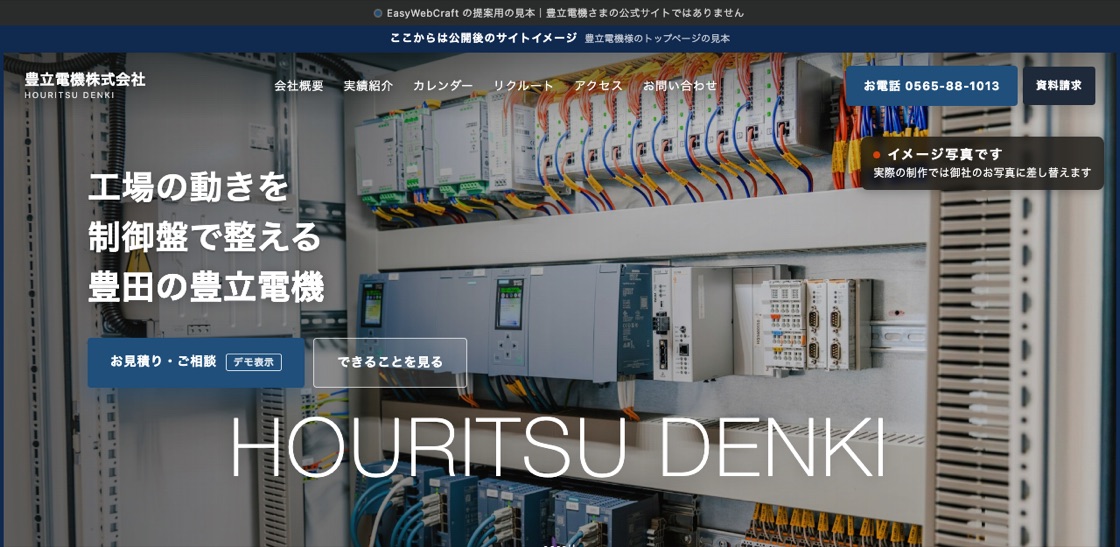 EasyWebCraft の提案用の見本｜豊立電機さまの公式サイトではありません
ここからは公開後のサイトイメージ 豊立電機様のトップページの見本
豊立電機株式会社
HOURITSU DENKI
会社概要 実績紹介 カレンダー リクルート アクセス お問い合わせ
お電話 0565-88-1013
資料請求
イメージ写真です
実際の制作では御社のお写真に差し替えます
工場の動きを
制御盤で整える
豊田の豊立電機
お見積り・ご相談 デモ表示
できることを見る
HOURITSU DENKI